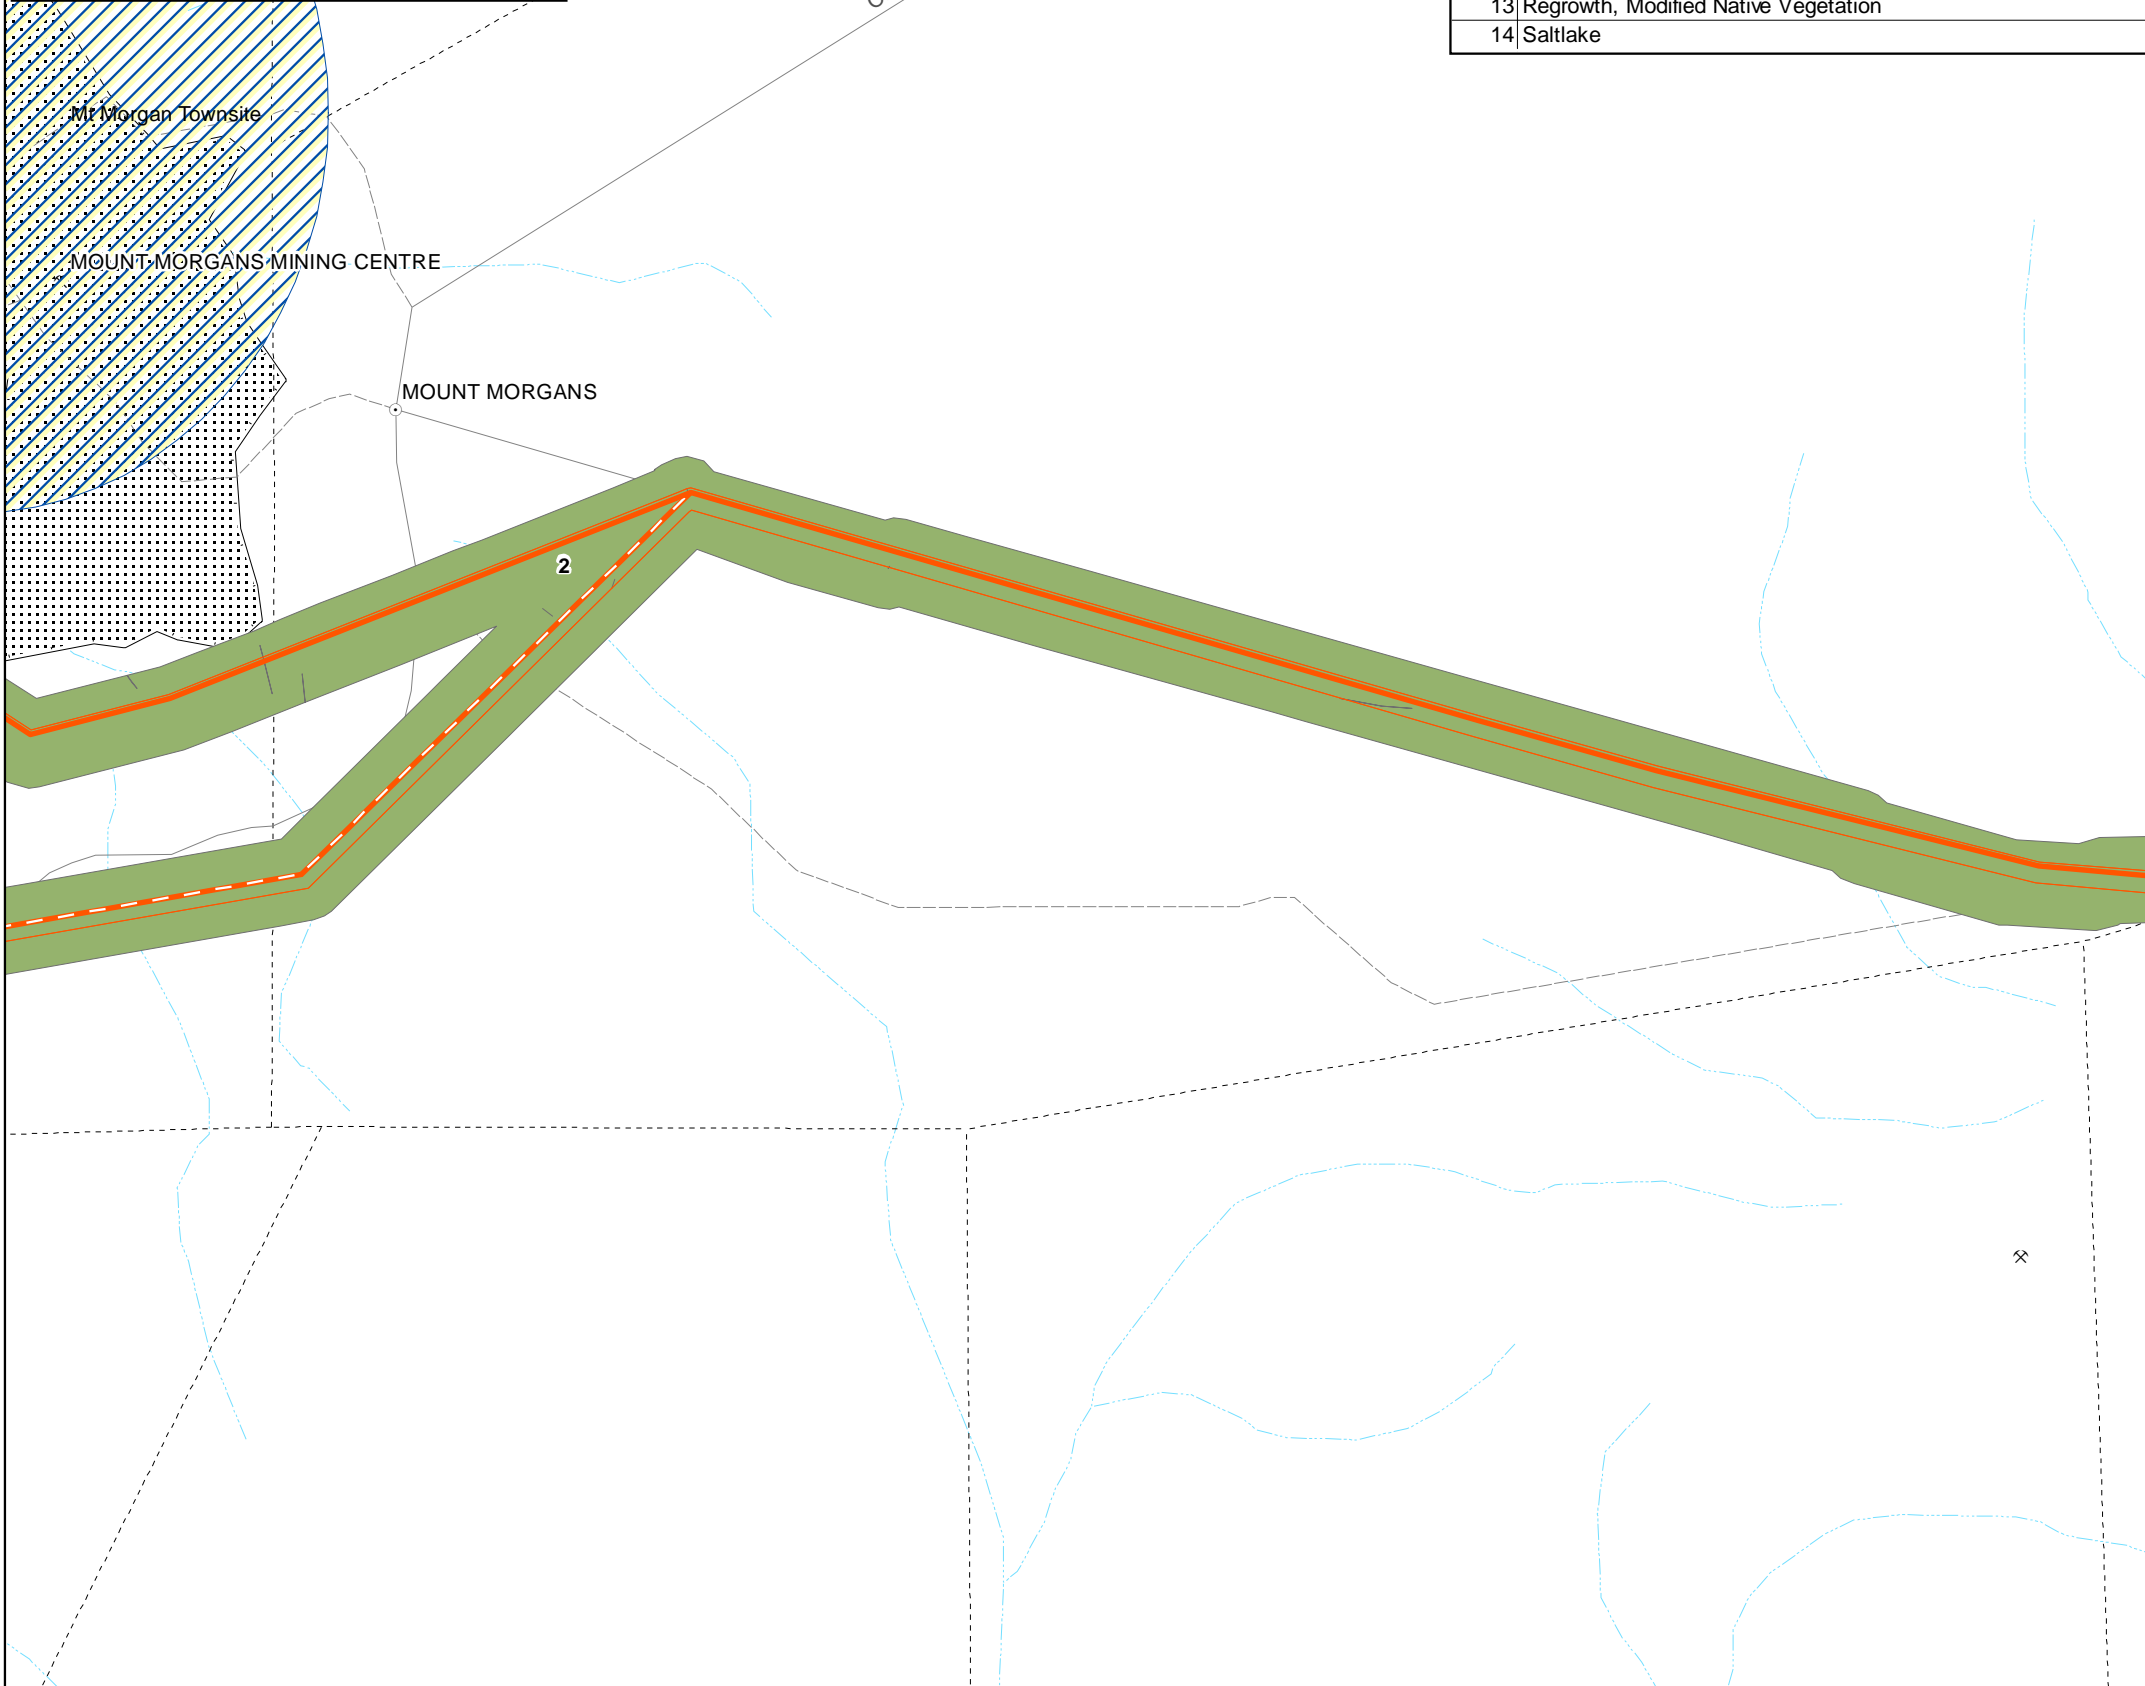 13 Regrowth, Modified Native Vegetation
14 Saltlake
Mt Morgan Townsite
MOUNT MORGANS MINING CENTRE
MOUNT MORGANS
2